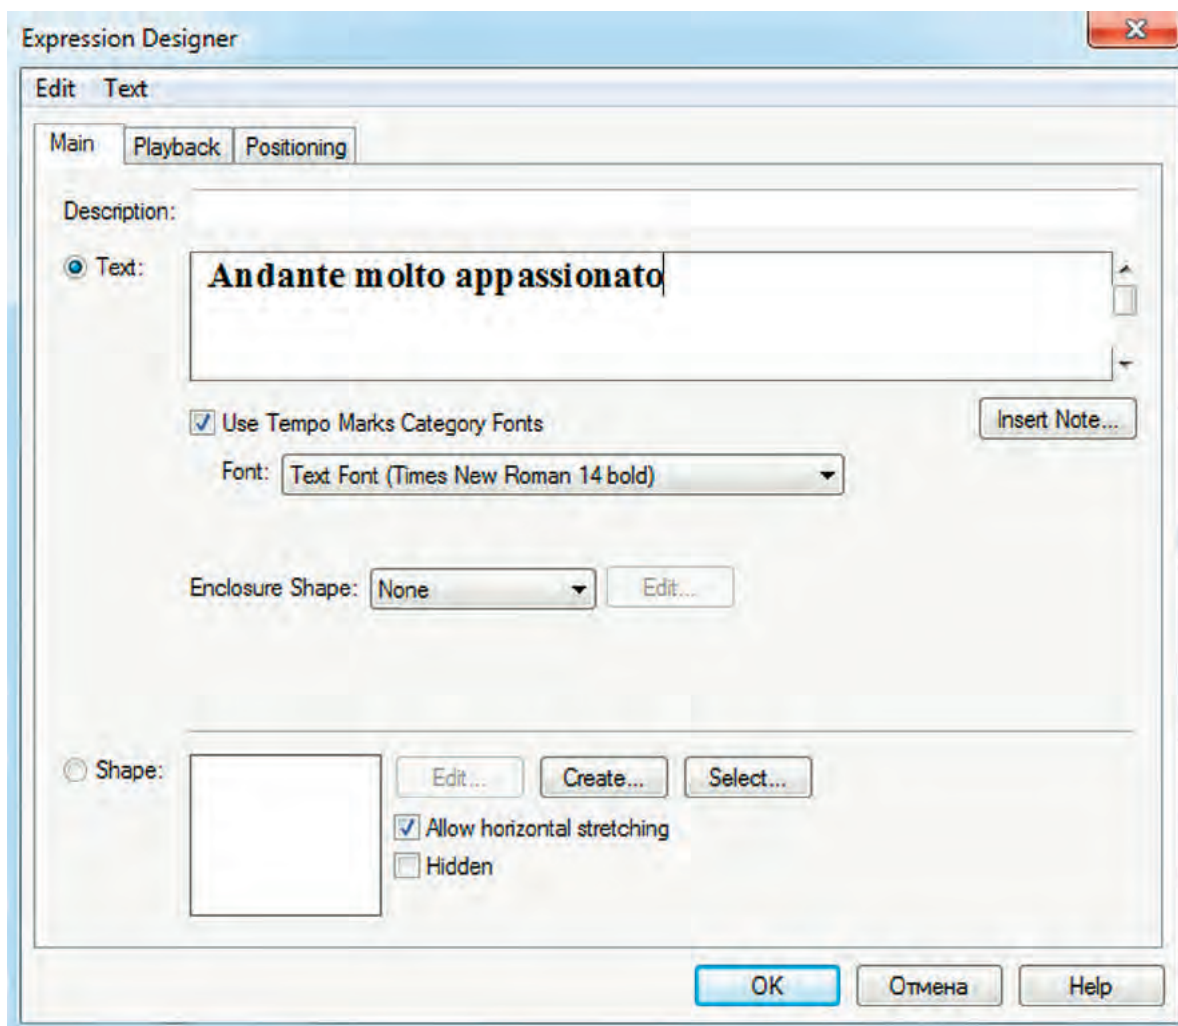 Expression Designer
Edit Text
Main Playback Positioning
Description:
Text:
Andante molto appassionato
Use Tempo Marks Category Fonts
Insert Note...
Font: Text Font (Times New Roman 14 bold)
Enclosure Shape: None Edit...
Shape:
Edit... Create... Select...
Allow horizontal stretching
Hidden
OK Отмена Help